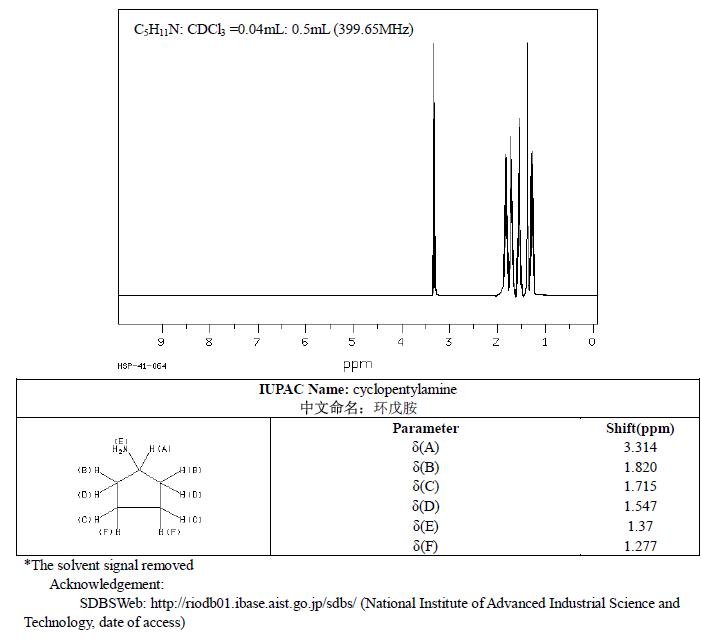 C₅H₁₁N: CDCl₃ =0.04mL: 0.5mL (399.65MHz)
9 8 7 6 5 4 3 2 1 0
HSP-41-064 ppm
IUPAC Name: cyclopentylamine
中文命名：环戊胺
Parameter Shift(ppm)
(E)
H₂N H(A)
(B)H H(B)
(D)H H(D)
(C)H H(C)
(F)H H(F)
δ(A) 3.314
δ(B) 1.820
δ(C) 1.715
δ(D) 1.547
δ(E) 1.37
δ(F) 1.277
*The solvent signal removed
Acknowledgement:
SDBSWeb: http://riodb01.ibase.aist.go.jp/sdbs/ (National Institute of Advanced Industrial Science and
Technology, date of access)